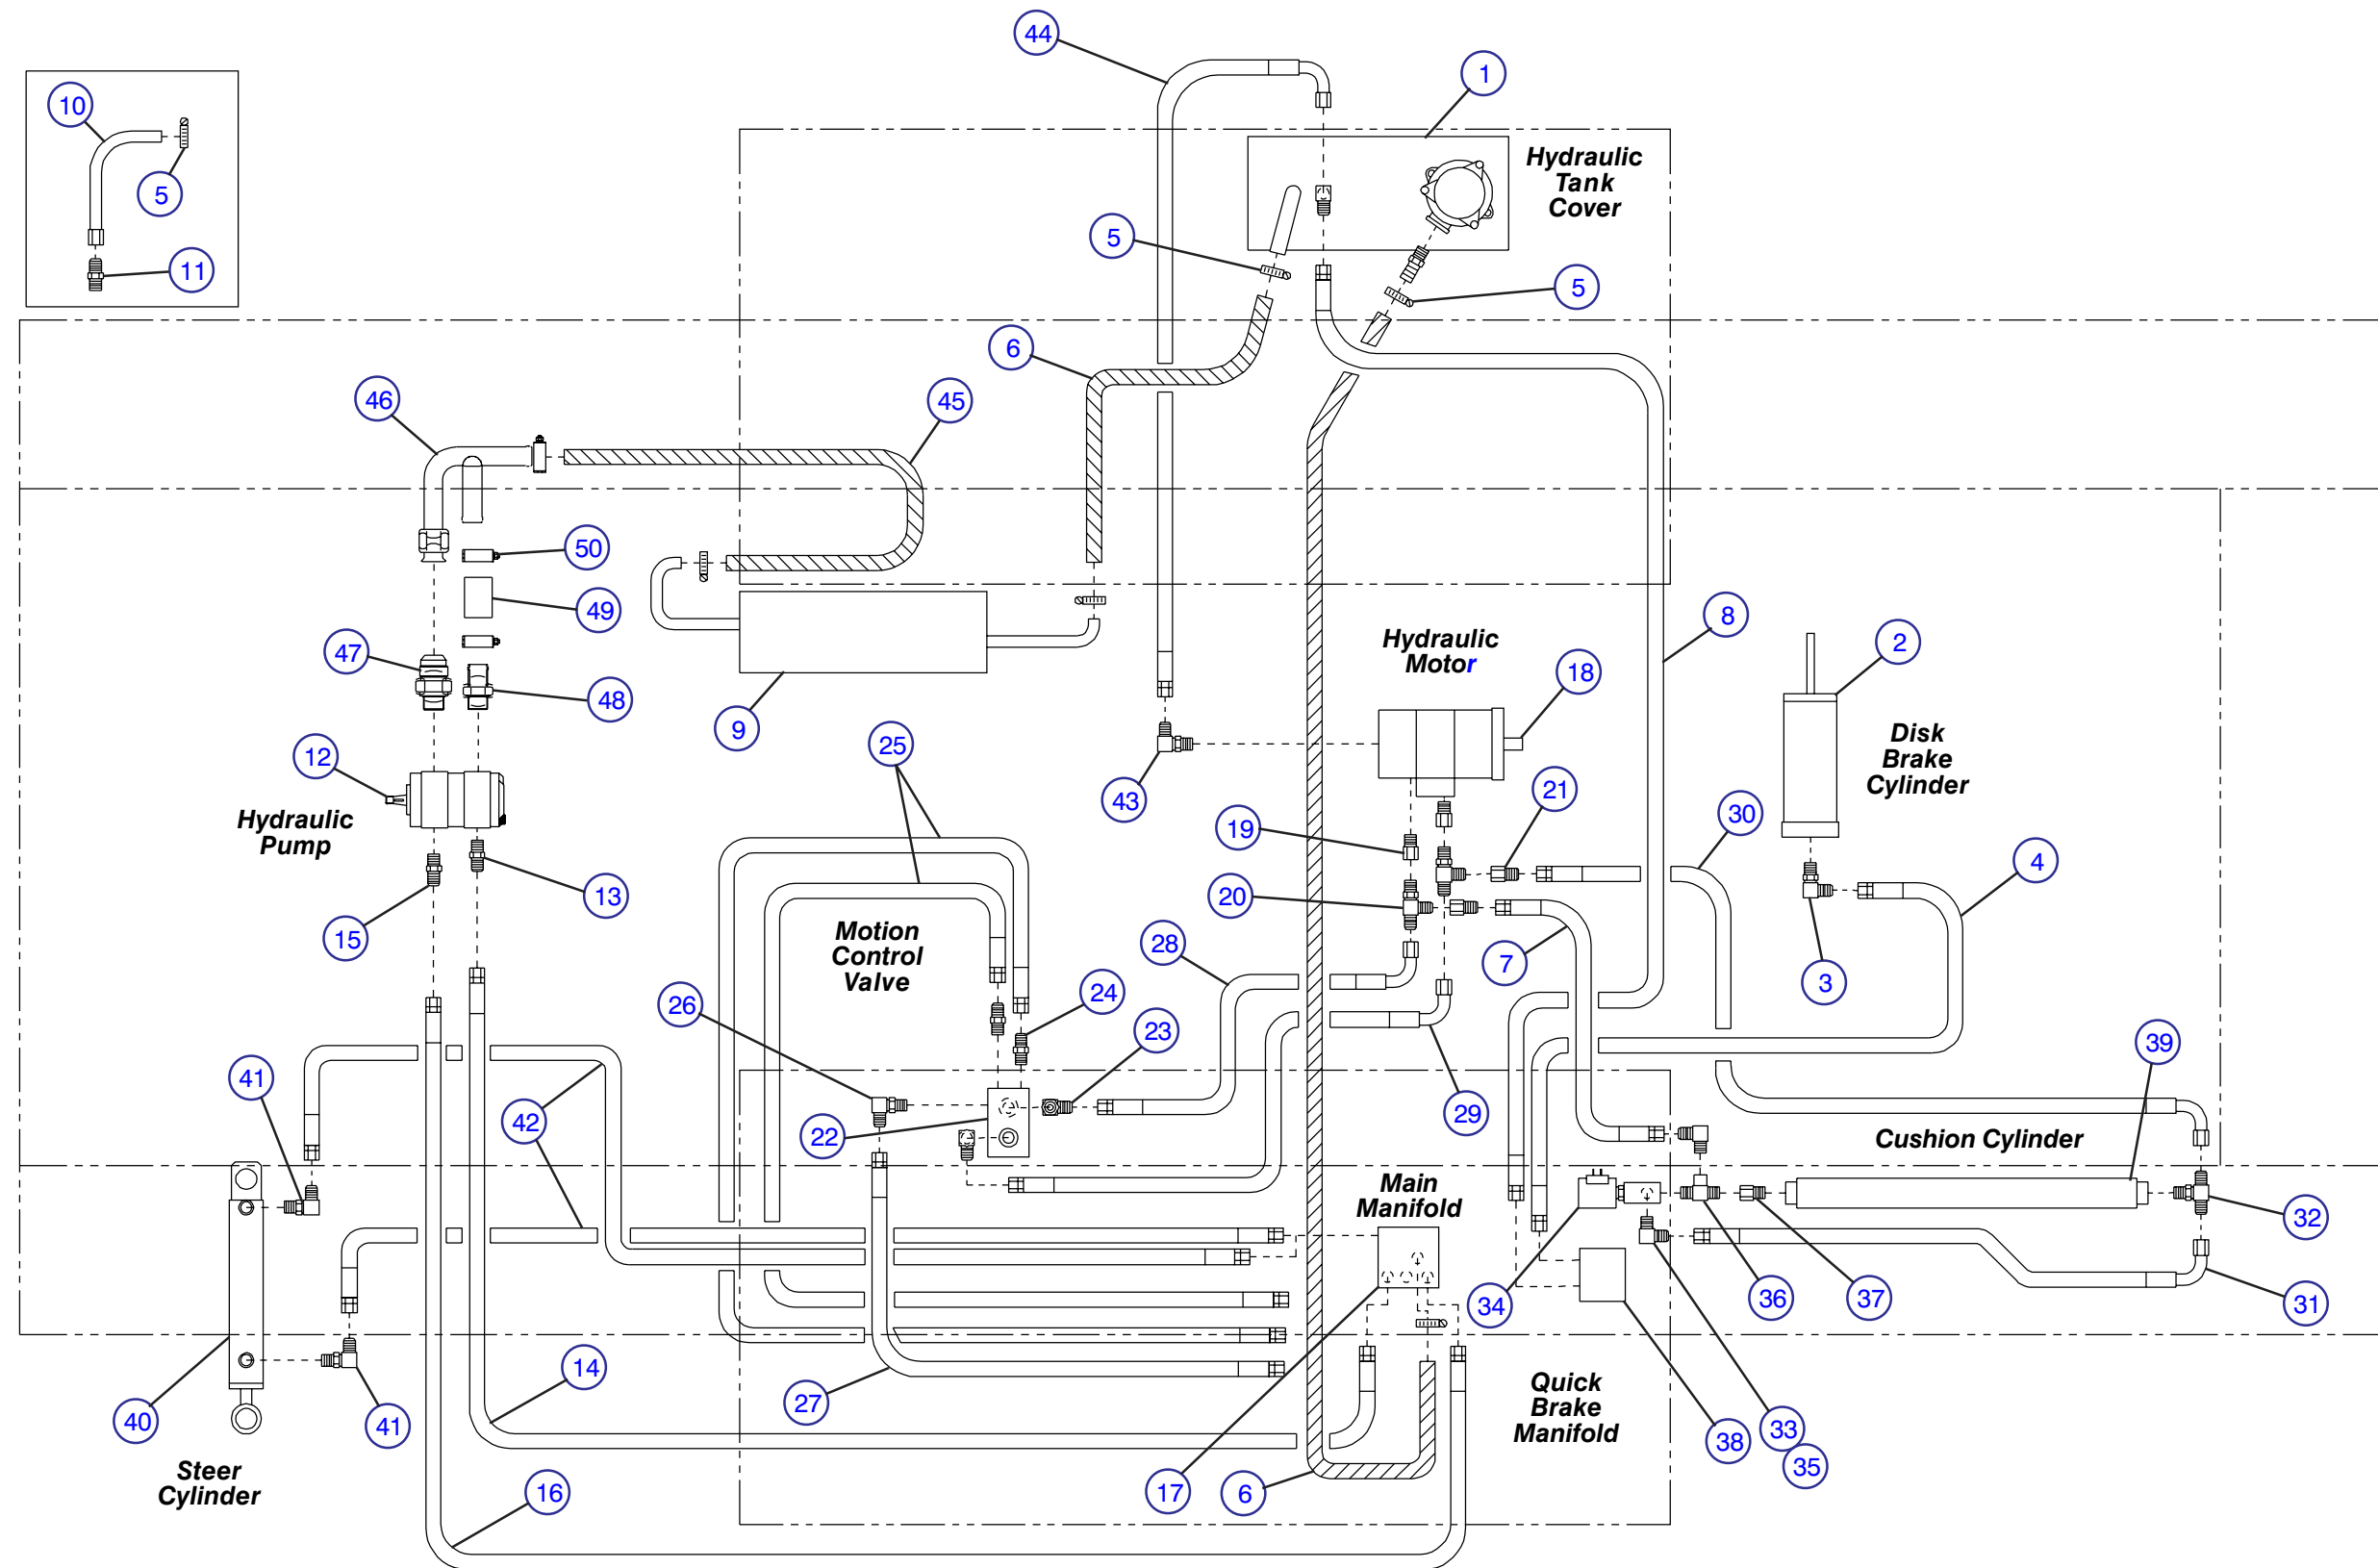 44
1
10
Hydraulic
Tank
Cover
5
5
11
5
6
46
45
50
49
8
2
47
Hydraulic
Motor
18
48
9
12
25
Disk
Brake
Cylinder
43
21
30
19
Hydraulic
Pump
4
13
20
15
Motion
Control
Valve
28
7
3
26
24
23
39
41
42
22
29
Cushion Cylinder
Main
Manifold
32
34
36
37
31
14
27
Quick
Brake
Manifold
40
41
33
38
35
Steer
Cylinder
16
17
6